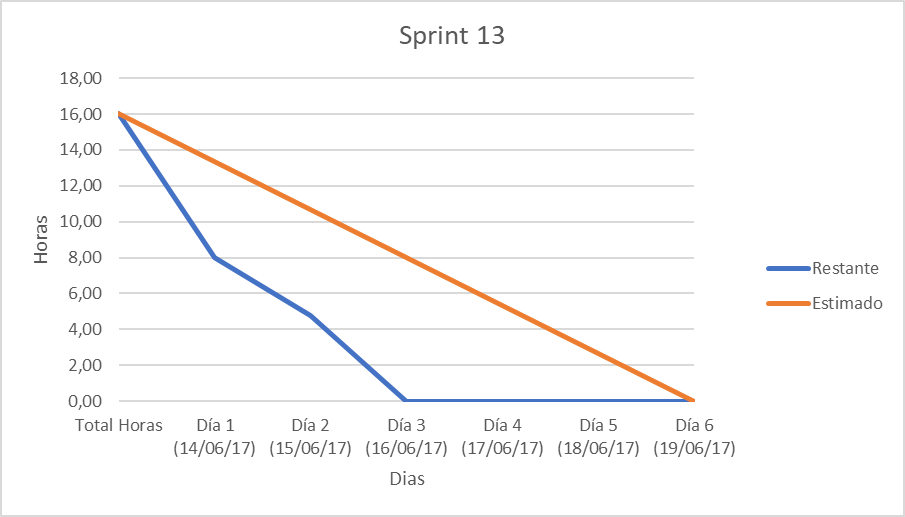 Sprint 13
18,00
16,00
14,00
12,00
10,00
8,00
6,00
4,00
2,00
0,00
Horas
Total Horas
Día 1
(14/06/17)
Día 2
(15/06/17)
Día 3
(16/06/17)
Día 4
(17/06/17)
Día 5
(18/06/17)
Día 6
(19/06/17)
Dias
Restante
Estimado